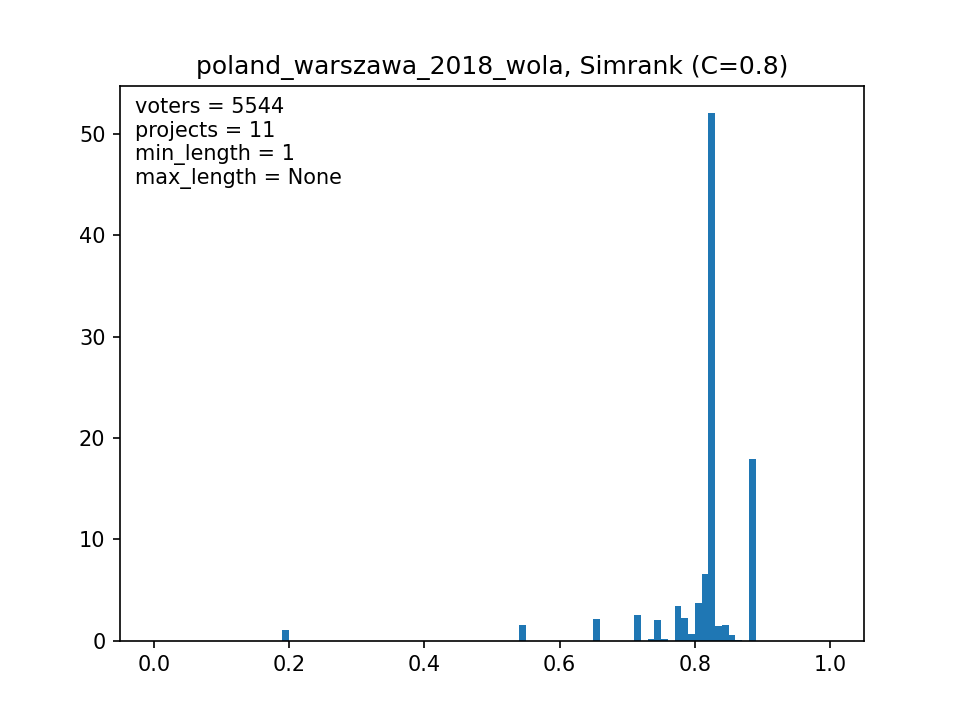 poland_warszawa_2018_wola, Simrank (C=0.8)
voters = 5544
projects = 11
min_length = 1
max_length = None
50
40
30
20
10
0
0.0 0.2 0.4 0.6 0.8 1.0